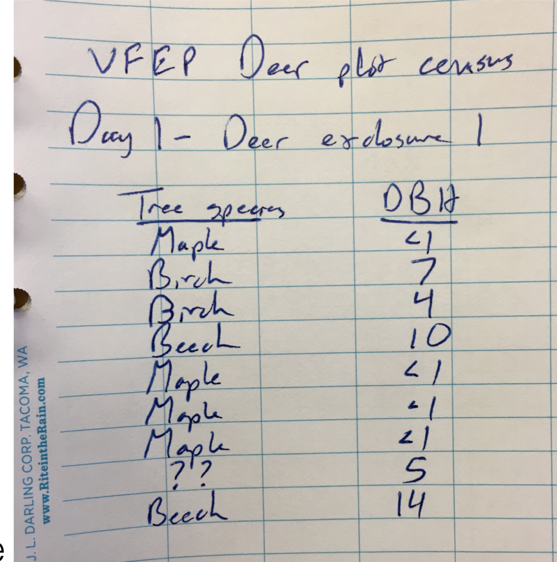 VFEP Deer plot census
Day 1 - Deer exclosure 1
Tree species DBH
Maple <1
Birch 7
Birch 4
Beech 10
Maple <1
Maple <1
Maple <1
?? 5
Beech 14
J. L. DARLING CORP. TACOMA, WA
www.RiteintheRain.com
e